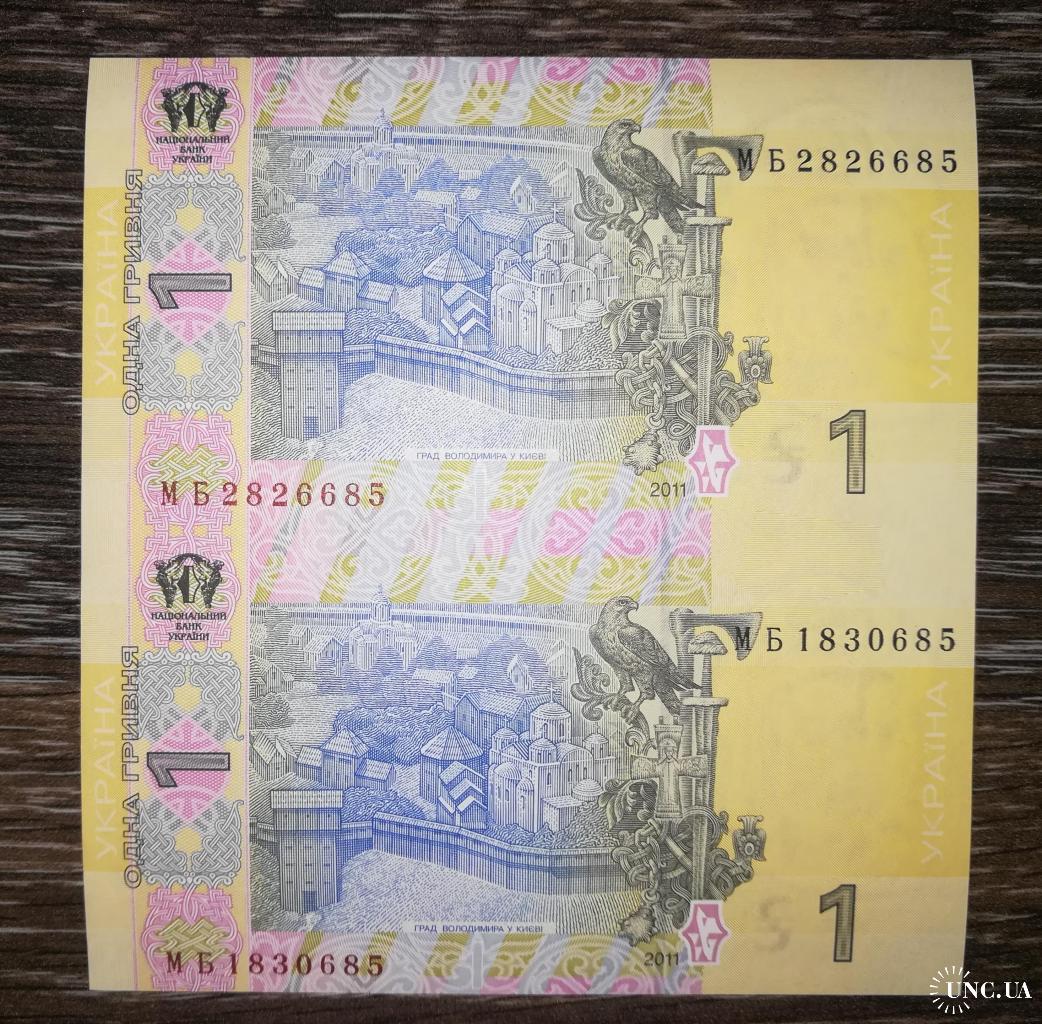 НАЦІОНАЛЬНИЙ
БАНК
УКРАЇНИ
МБ2826685
УКРАЇНА
ОДНА ГРИВНЯ
1
УКРАЇНА
1
ГРАД ВОЛОДИМИРА У КИЄВІ
2011
МБ2826685
НАЦІОНАЛЬНИЙ
БАНК
УКРАЇНИ
МБ1830685
УКРАЇНА
ОДНА ГРИВНЯ
1
УКРАЇНА
1
ГРАД ВОЛОДИМИРА У КИЄВІ
2011
МБ1830685
UNC.UA